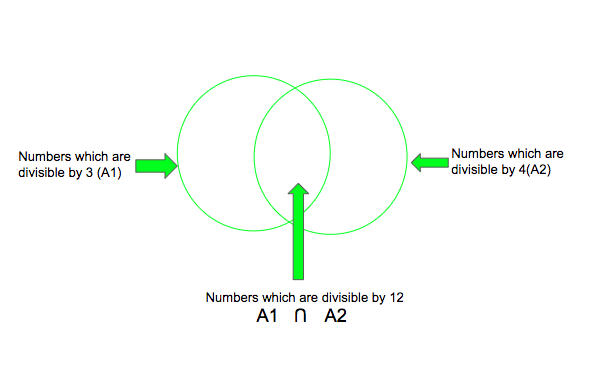 Numbers which are
divisible by 3 (A1)
Numbers which are
divisible by 4(A2)
Numbers which are divisible by 12
A1 ∩ A2